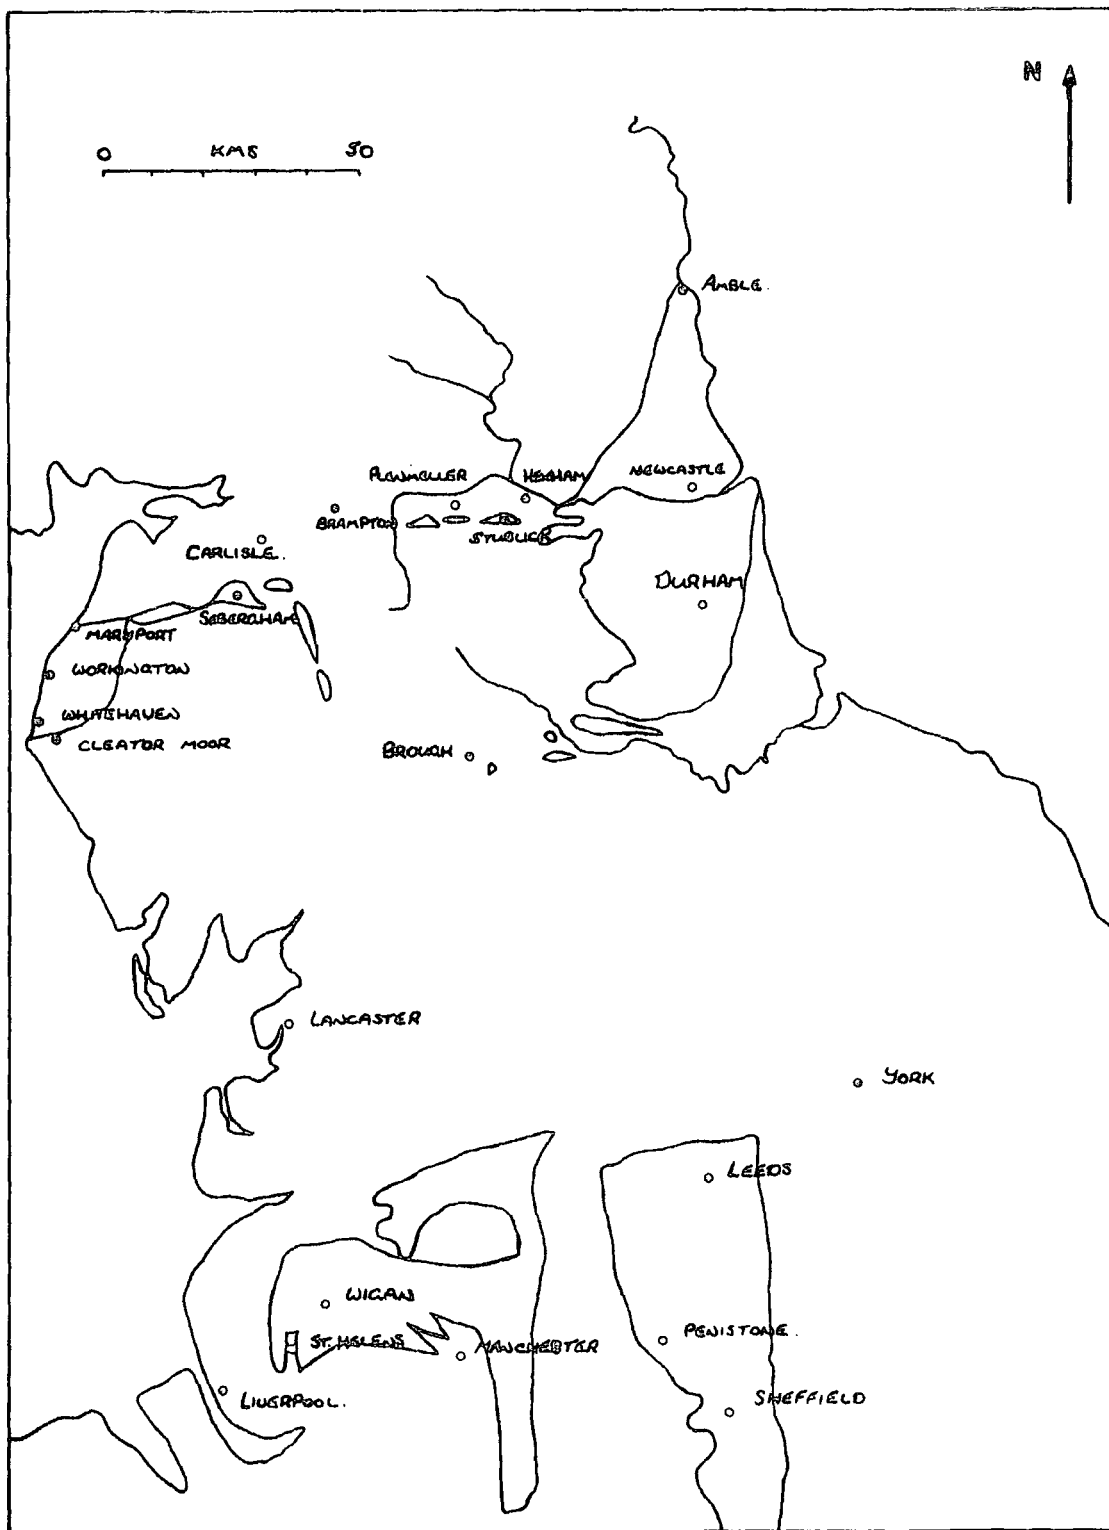 N
0 KMS 50
AMBLE.
PLENMELLER
HEXHAM
NEWCASTLE
BRAMPTON
STUBLICK
CARLISLE.
DURHAM
SEBERGHAM
MARYPORT
WORKINGTON
WHITEHAVEN
CLEATOR MOOR
BROUGH
LANCASTER
YORK
LEEDS
WIGAN
ST. HELENS
MANCHESTER
PENISTONE.
LIVERPOOL.
SHEFFIELD